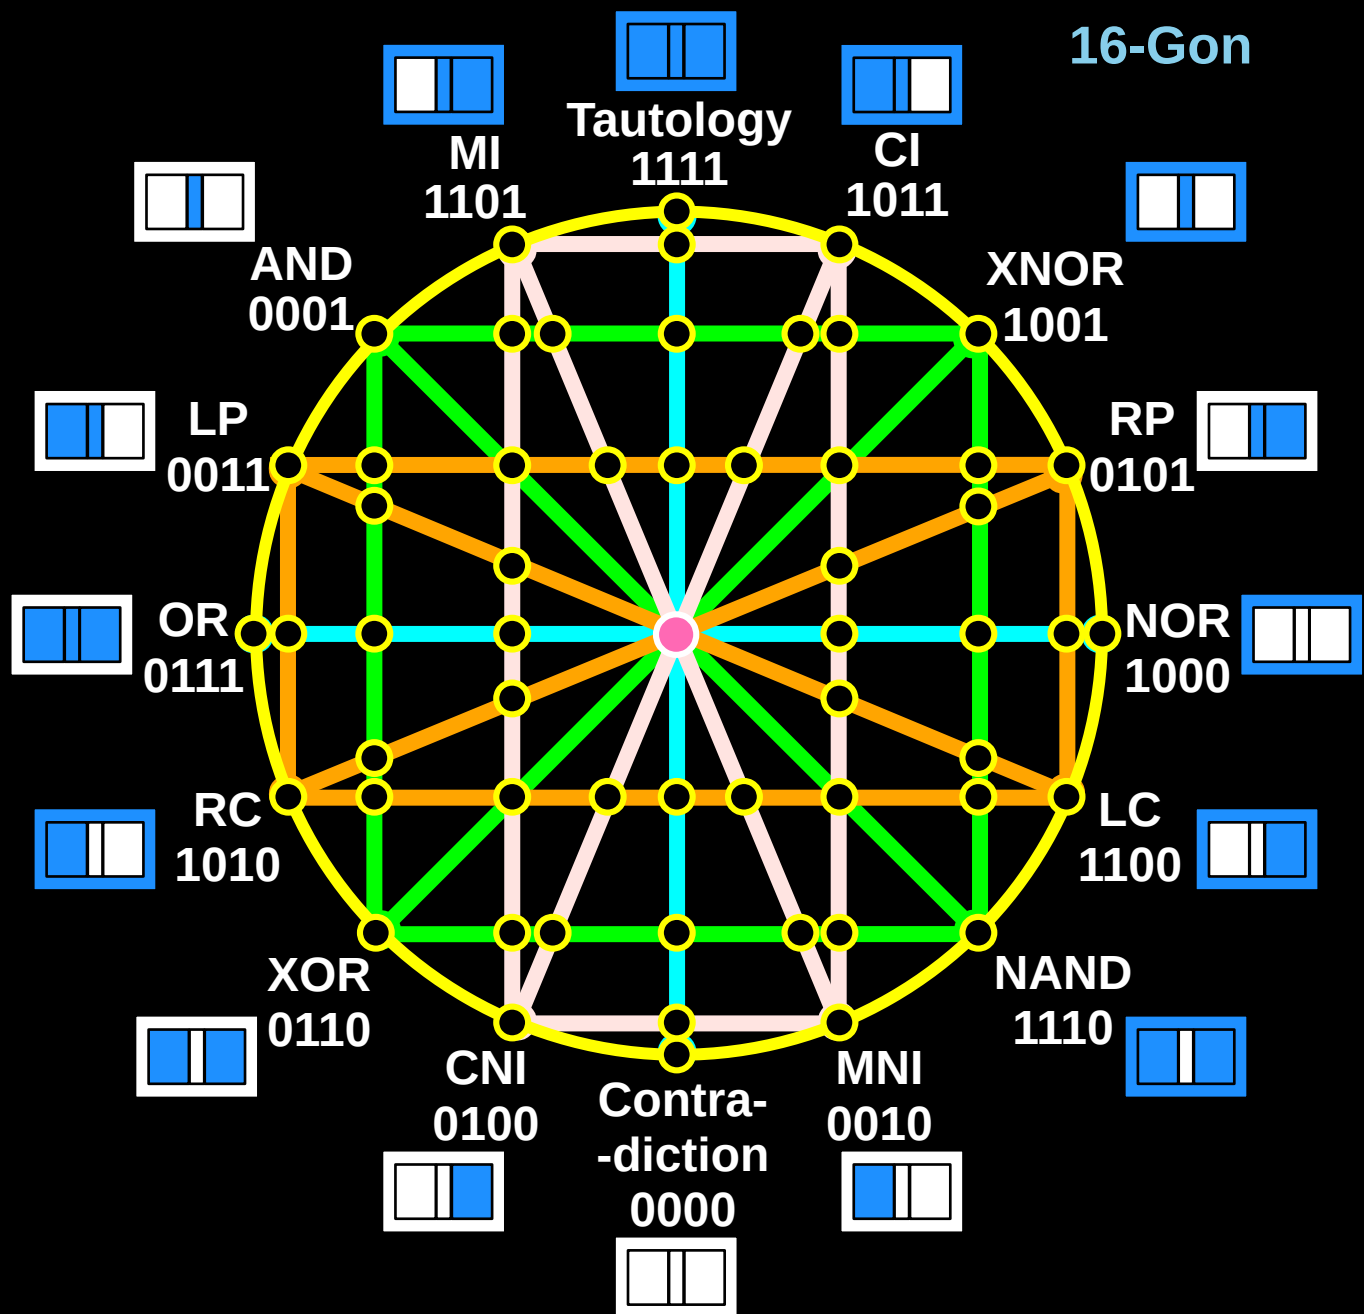 16-Gon
Tautology
1111
MI
1101
CI
1011
AND
0001
XNOR
1001
LP
0011
RP
0101
OR
0111
NOR
1000
RC
1010
LC
1100
XOR
0110
NAND
1110
CNI
0100
MNI
0010
Contra-
-diction
0000